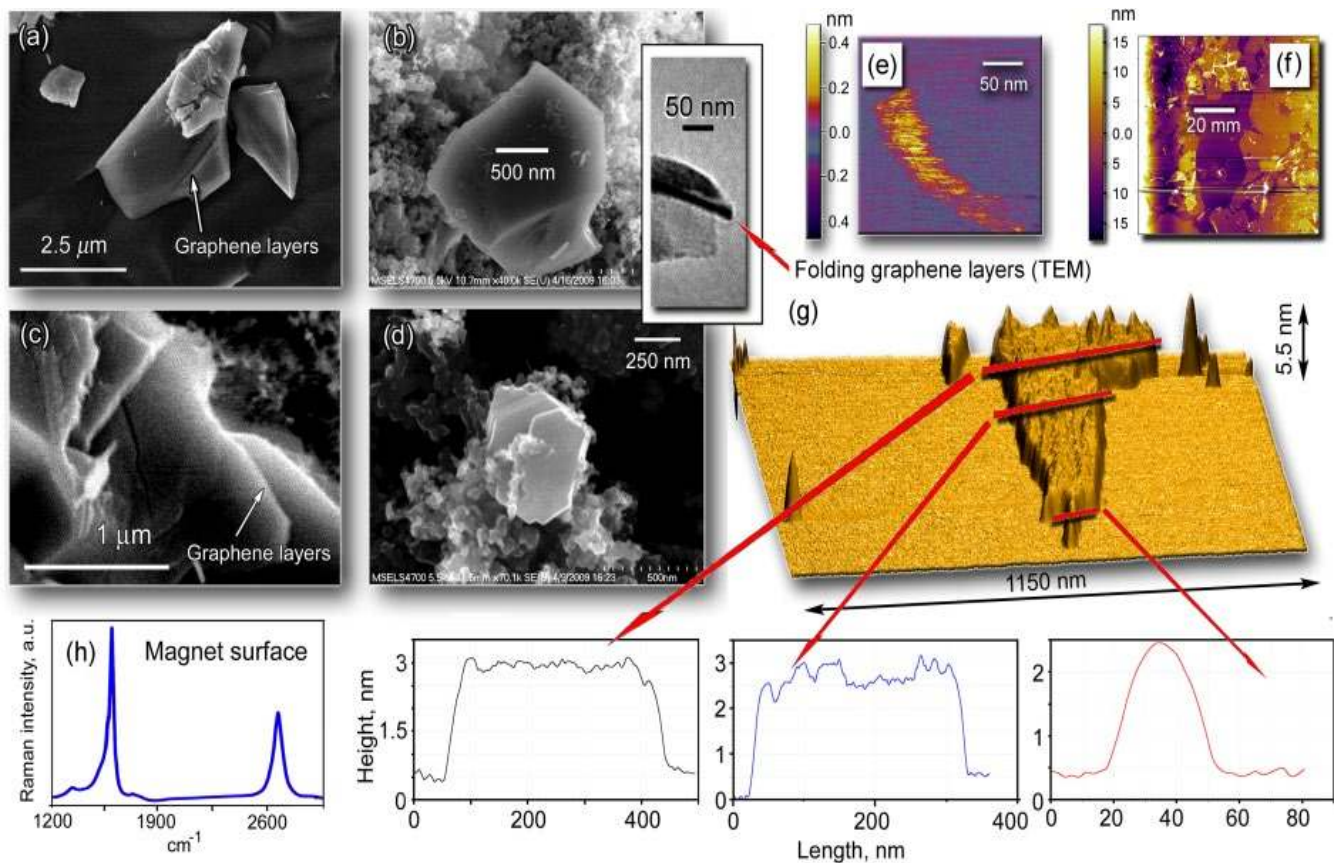 (a)
2.5 μm
Graphene layers
(b)
500 nm
50 nm
Folding graphene layers (TEM)
nm
0.4
0.2
0.0
0.2
0.4
(e)
50 nm
nm
15
10
5
0.0
5
10
15
(f)
20 mm
(c)
1 μm
Graphene layers
(d)
250 nm
500nm
(g)
5.5 nm
1150 nm
(h)
Magnet surface
Raman intensity, a.u.
1200
1900
2600
cm-1
Height, nm
3
1.5
0
0
200
400
3
2
1
0
0
200
400
Length, nm
2
1
0
0
20
40
60
80